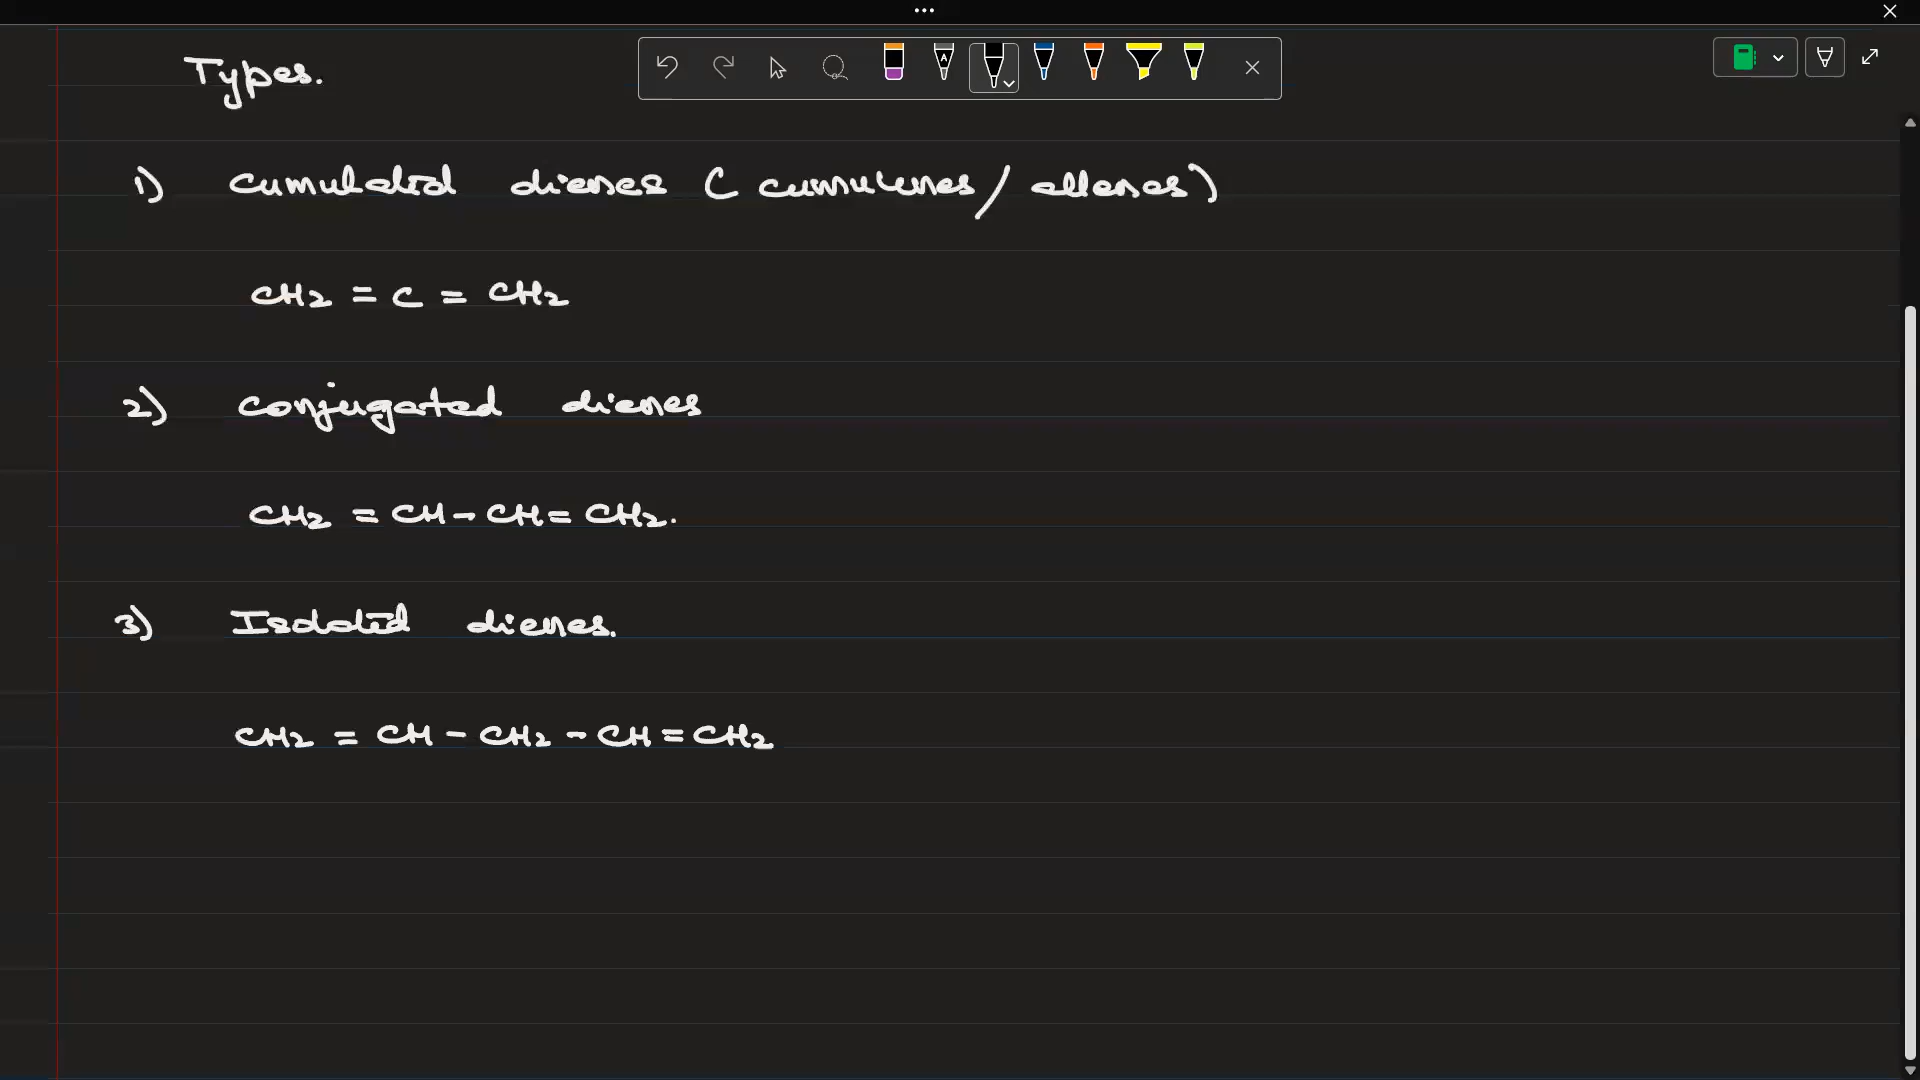 Types.
1) Cumulated dienes ( cumulenes / allenes )
CH2 = C = CH2
2) Conjugated dienes
CH2 = CH - CH = CH2.
3) Isolated dienes.
CH2 = CH - CH2 - CH = CH2